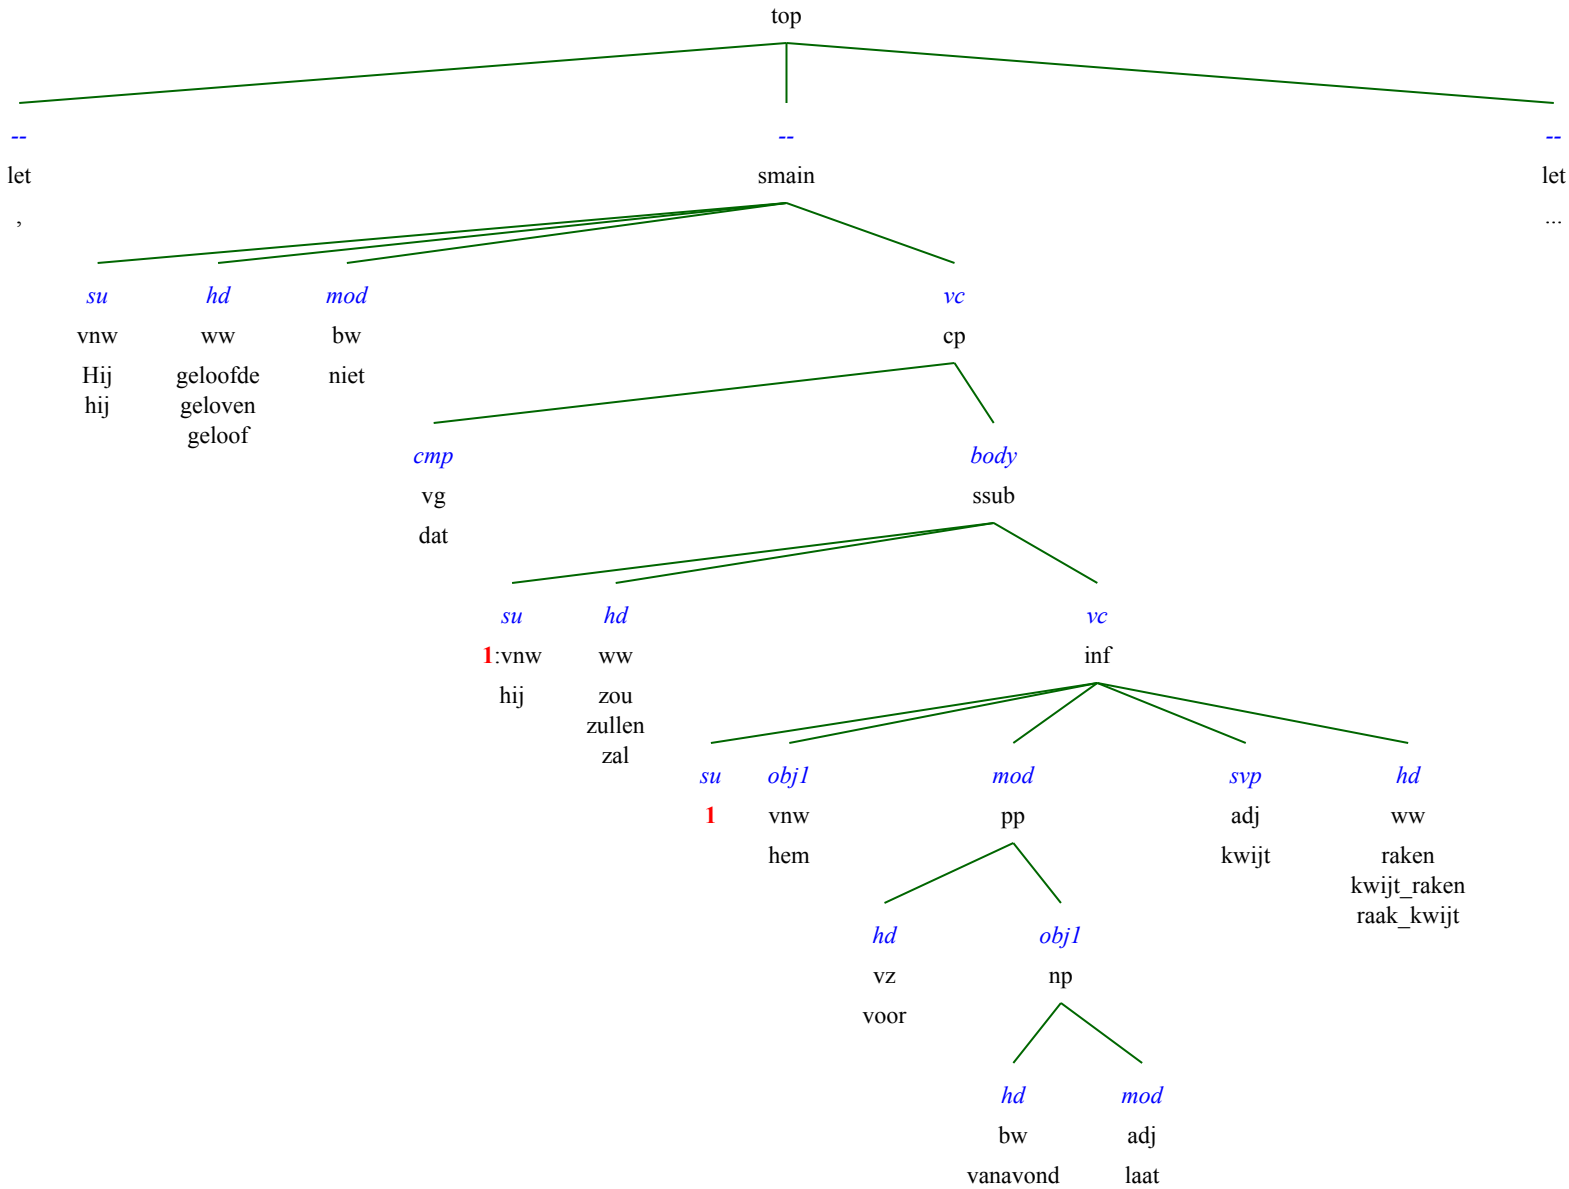 top
-- -- --
let smain let
, ...
su hd mod vc
vnw ww bw cp
Hij geloofde niet
hij geloven
geloof
cmp body
vg ssub
dat
su hd vc
1:vnw ww inf
hij zou
zullen
zal
su obj1 mod svp hd
1 vnw pp adj ww
hem kwijt raken
kwijt_raken
raak_kwijt
hd obj1
vz np
voor
hd mod
bw adj
vanavond laat